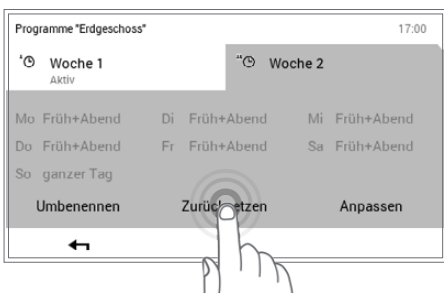 Programme "Erdgeschoss" 17:00
Woche 1 Woche 2
Aktiv
Mo Früh+Abend Di Früh+Abend Mi Früh+Abend
Do Früh+Abend Fr Früh+Abend Sa Früh+Abend
So ganzer Tag
Umbenennen Zurücksetzen Anpassen